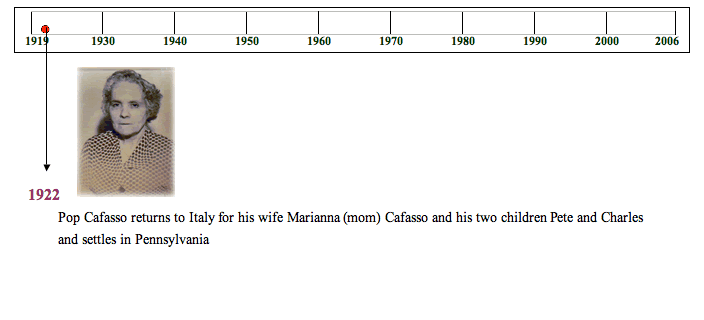 1919 1930 1940 1950 1960 1970 1980 1990 2000 2006
1922
Pop Cafasso returns to Italy for his wife Marianna (mom) Cafasso and his two children Pete and Charles
and settles in Pennsylvania